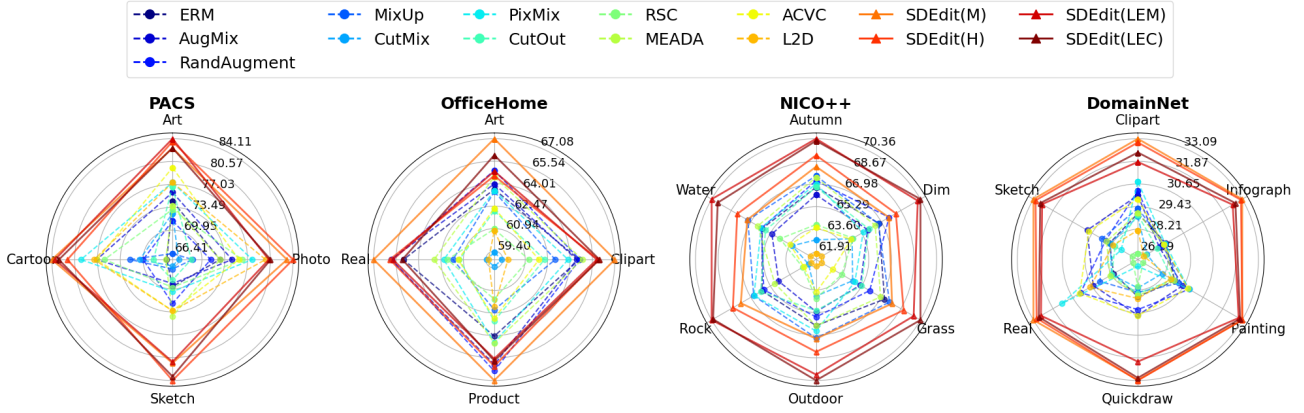 ERM MixUp PixMix RSC ACVC SDEdit(M) SDEdit(LEM)
AugMix CutMix CutOut MEADA L2D SDEdit(H) SDEdit(LEC)
RandAugment
PACS OfficeHome NICO++ DomainNet
Art Art Autumn Clipart
84.11 67.08 70.36 33.09
80.57 65.54 68.67 31.87
77.03 64.01 66.98 30.65
Water Dim Sketch Infograph
73.49 62.47 65.29 29.43
69.95 60.94 63.60 28.21
66.41 59.40 61.91
Cartoon Photo Real Clipart
Rock Grass Real Painting
Sketch Product Outdoor Quickdraw